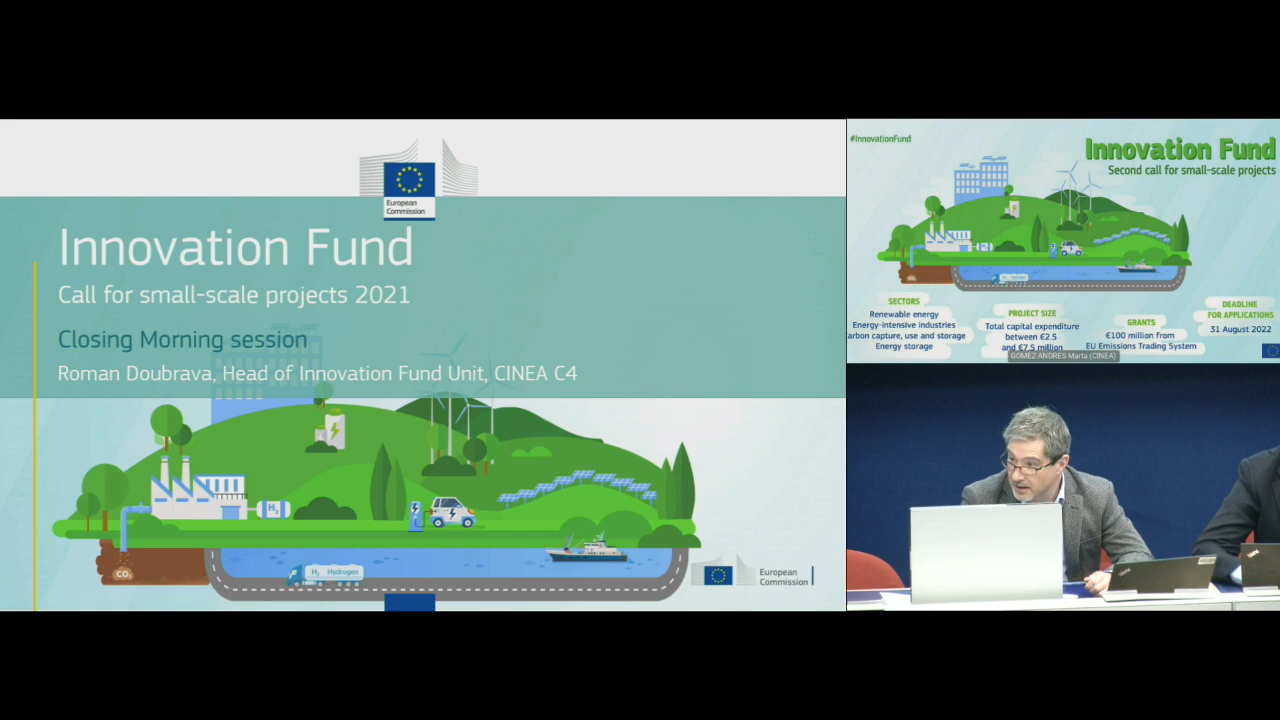 European
Commission
Innovation Fund
Call for small-scale projects 2021
Closing Morning session
Roman Doubrava, Head of Innovation Fund Unit, CINEA C4
H₂
CO₂
H₂ Hydrogen
European
Commission
#InnovationFund
Innovation Fund
Second call for small-scale projects
SECTORS
Renewable energy
Energy-intensive industries
arbon capture, use and storage
Energy storage
PROJECT SIZE
Total capital expenditure
between €2.5
and €7.5 million
GRANTS
€100 million from
EU Emissions Trading System
DEADLINE
FOR APPLICATIONS
31 August 2022
GOMEZ ANDRES Marta (CINEA)